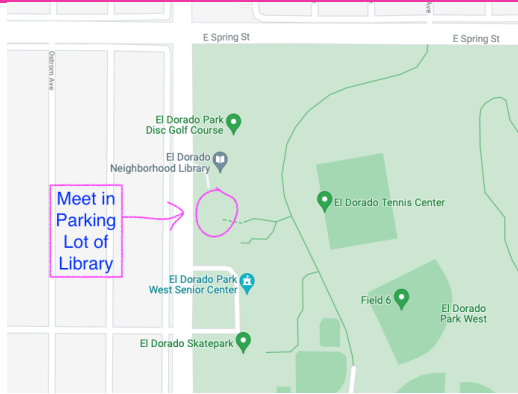 Ave
E Spring St
E Spring St
Ostrom Ave
El Dorado Park
Disc Golf Course
El Dorado
Neighborhood Library
Meet in
Parking
Lot of
Library
El Dorado Tennis Center
El Dorado Park
West Senior Center
Field 6
El Dorado
Park West
El Dorado Skatepark